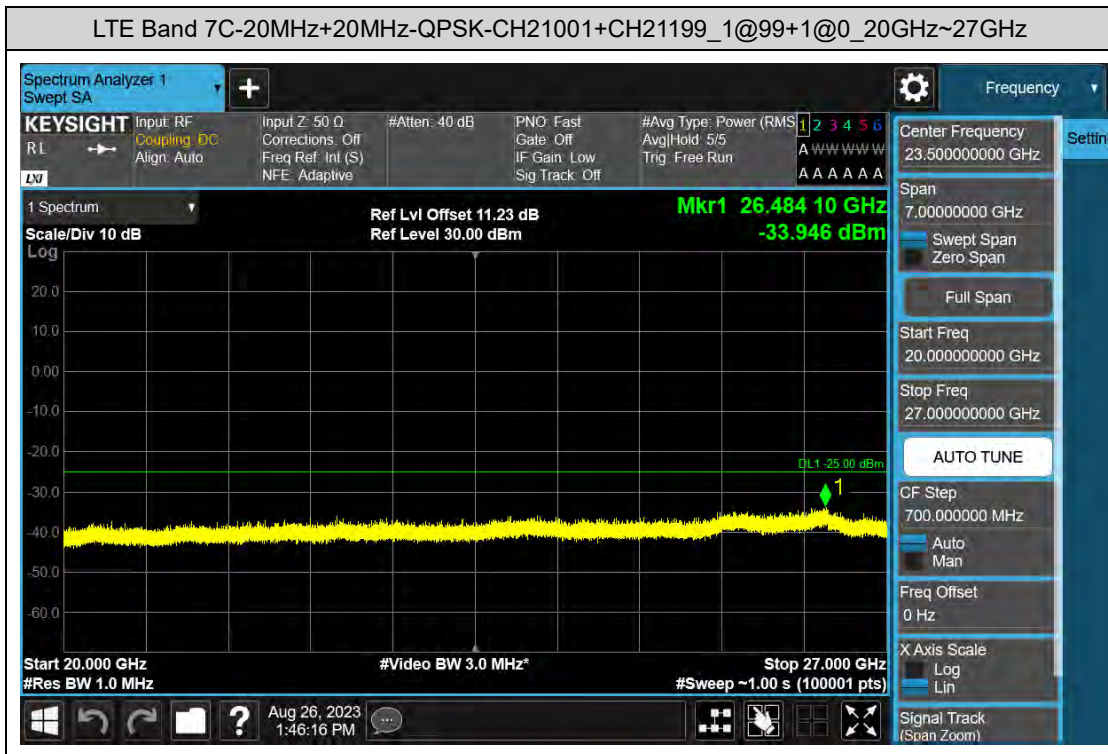 LTE Band 7C-20MHz+20MHz-QPSK-CH21001+CH21199_1@99+1@0_20GHz~27GHz
Spectrum Analyzer 1
Swept SA
Frequency
KEYSIGHT
RL
LXI
Input: RF
Coupling: DC
Align: Auto
Input Z: 50 Ω
Corrections: Off
Freq Ref: Int (S)
NFE: Adaptive
#Atten: 40 dB
PNO: Fast
Gate: Off
IF Gain: Low
Sig Track: Off
#Avg Type: Power (RMS
Avg|Hold: 5/5
Trig: Free Run
1 2 3 4 5 6
A W W W W W
A A A A A A
1 Spectrum
Scale/Div 10 dB
Log
Ref Lvl Offset 11.23 dB
Ref Level 30.00 dBm
Mkr1 26.484 10 GHz
-33.946 dBm
20.0
10.0
0.00
-10.0
-20.0
-30.0
-40.0
-50.0
-60.0
DL1 -25.00 dBm
1
Start 20.000 GHz
#Res BW 1.0 MHz
#Video BW 3.0 MHz*
Stop 27.000 GHz
#Sweep ~1.00 s (100001 pts)
Center Frequency
23.500000000 GHz
Settin
Span
7.00000000 GHz
Swept Span
Zero Span
Full Span
Start Freq
20.000000000 GHz
Stop Freq
27.000000000 GHz
AUTO TUNE
CF Step
700.000000 MHz
Auto
Man
Freq Offset
0 Hz
X Axis Scale
Log
Lin
Signal Track
(Span Zoom)
?
Aug 26, 2023
1:46:16 PM